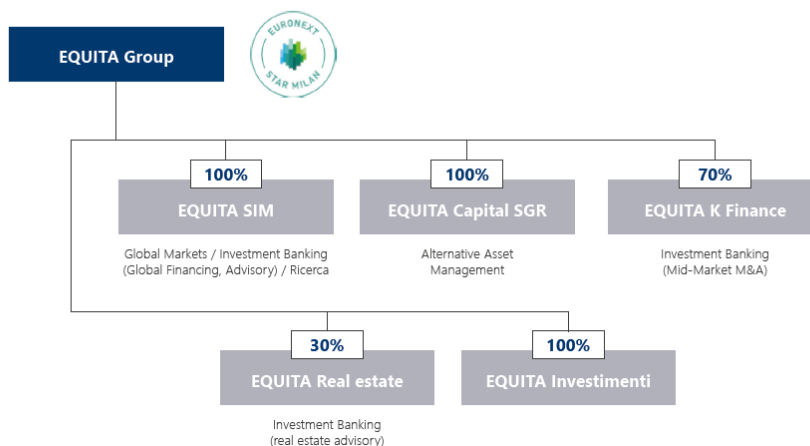 EQUITA Group
EURONEXT
STAR MILAN
100%
100%
70%
EQUITA SIM
EQUITA Capital SGR
EQUITA K Finance
Global Markets / Investment Banking
(Global Financing, Advisory) / Ricerca
Alternative Asset
Management
Investment Banking
(Mid-Market M&A)
30%
100%
EQUITA Real estate
EQUITA Investimenti
Investment Banking
(real estate advisory)